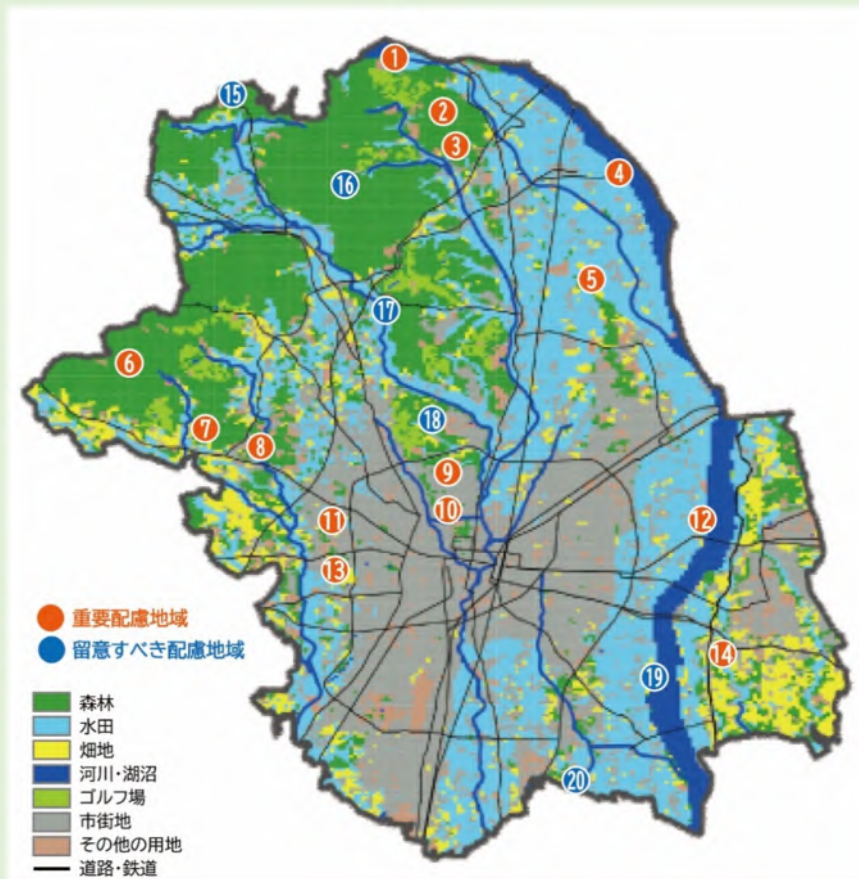 ①
②
③
④
⑤
⑥
⑦
⑧
⑨
⑩
⑪
⑫
⑬
⑭
⑮
⑯
⑰
⑱
⑲
⑳
重要配慮地域
留意すべき配慮地域
森林
水田
畑地
河川・湖沼
ゴルフ場
市街地
その他の用地
道路・鉄道